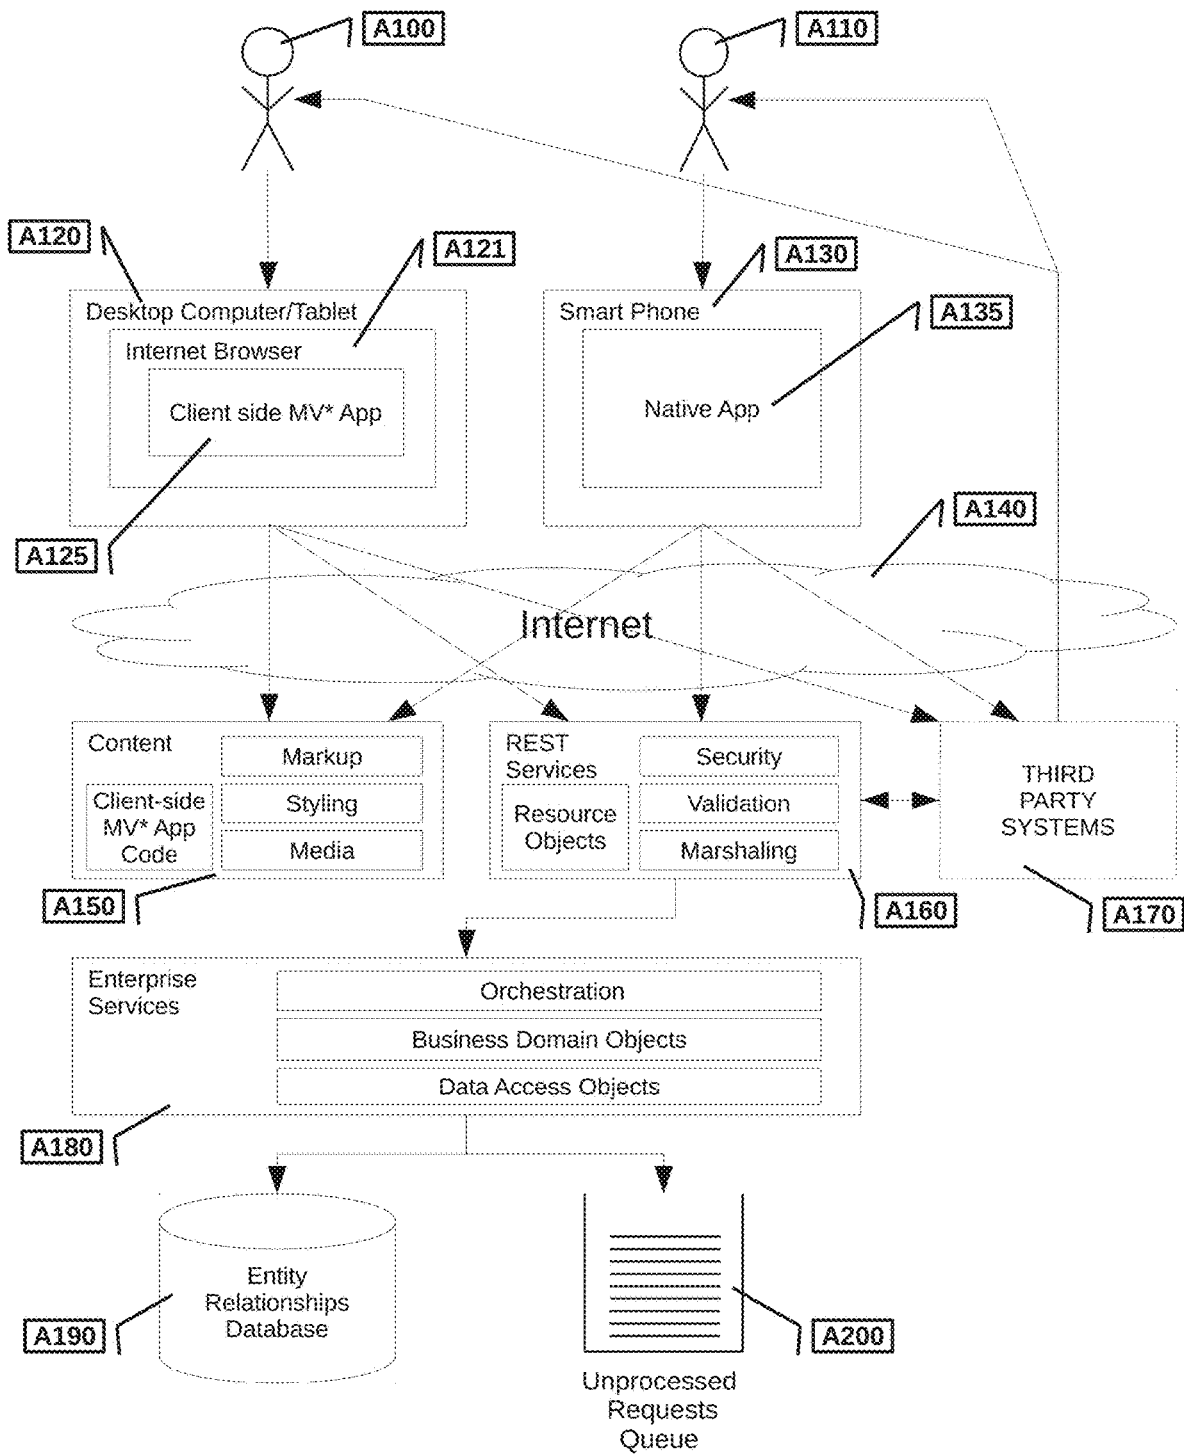 A100
A110
A120
A121
A130
Desktop Computer/Tablet
Smart Phone
A135
Internet Browser
Client side MV* App
Native App
A140
A125
Internet
Content
Markup
Client-side
MV* App
Code
Styling
Media
REST
Services
Security
Resource
Objects
Validation
Marshaling
THIRD
PARTY
SYSTEMS
A150
A160
A170
Enterprise
Services
Orchestration
Business Domain Objects
Data Access Objects
A180
Entity
Relationships
Database
A190
A200
Unprocessed
Requests
Queue